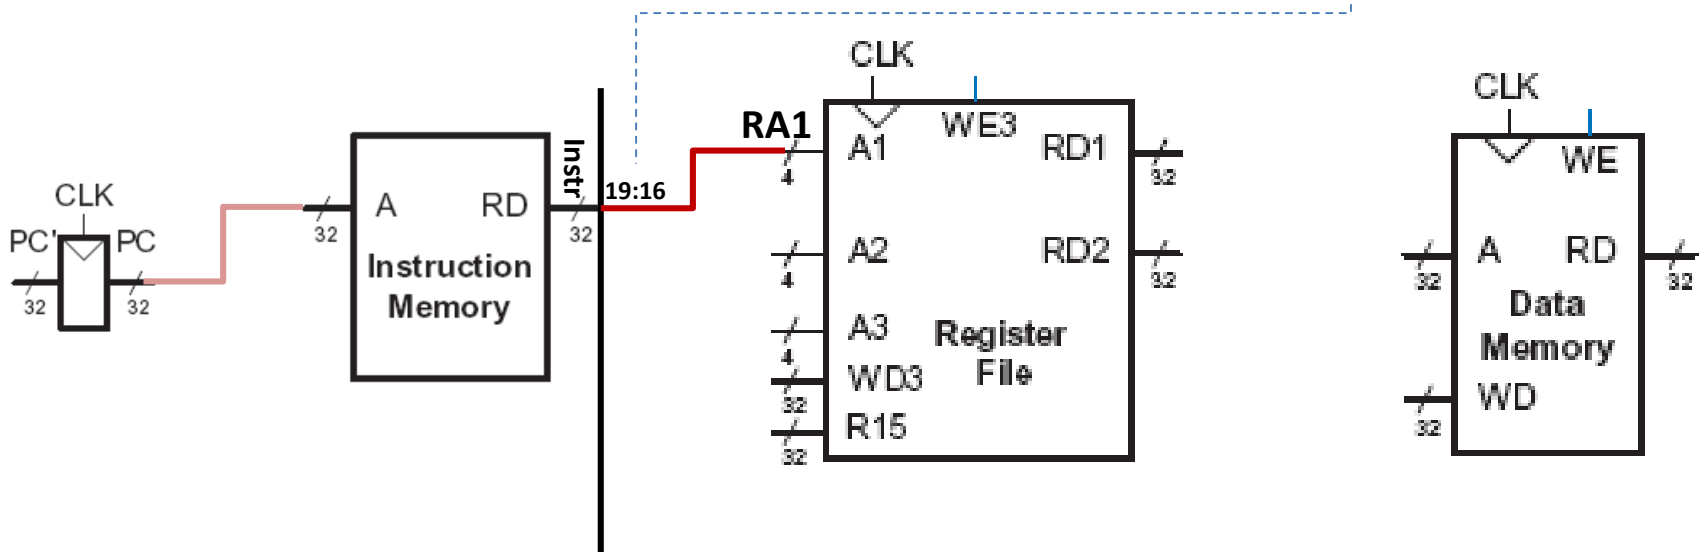 CLK
PC'
PC
32
32
A
RD
32
Instruction
Memory
Instr
32
19:16
RA1
4
CLK
WE3
A1
RD1
32
4
A2
RD2
32
4
A3
32
WD3
32
R15
Register
File
CLK
WE
32
A
RD
32
Data
Memory
32
WD